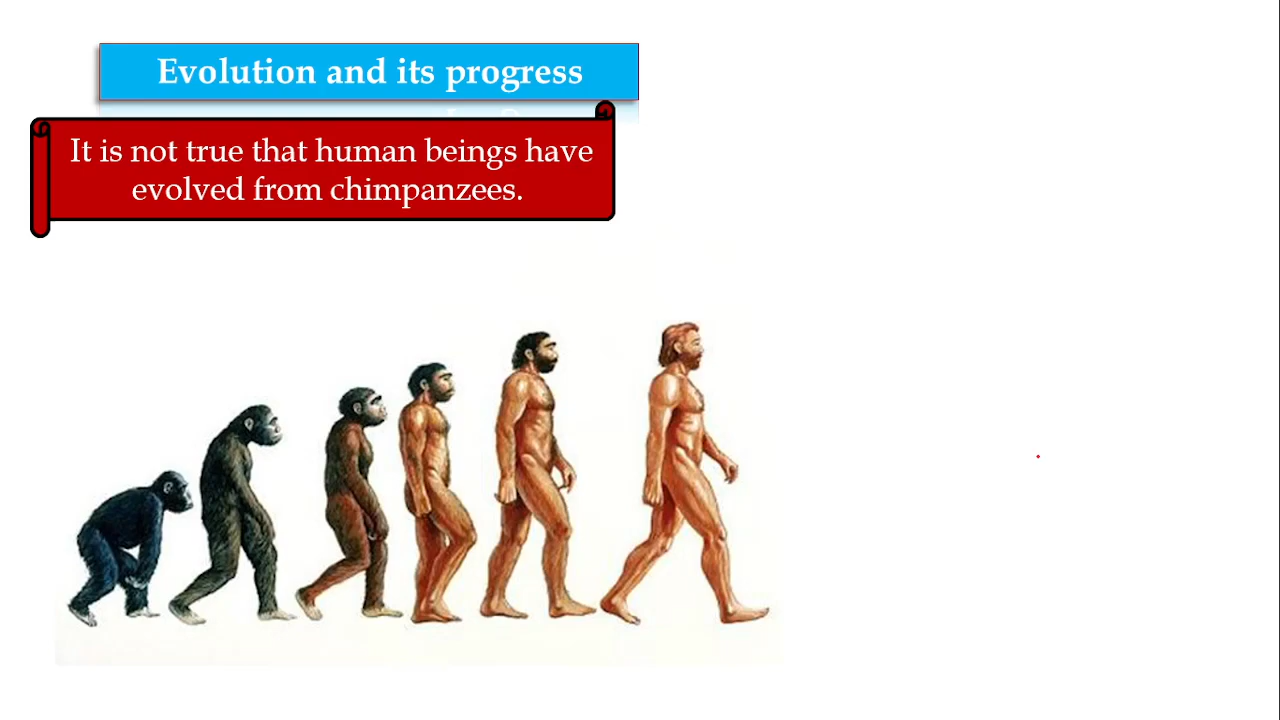 Evolution and its progress
It is not true that human beings have
evolved from chimpanzees.